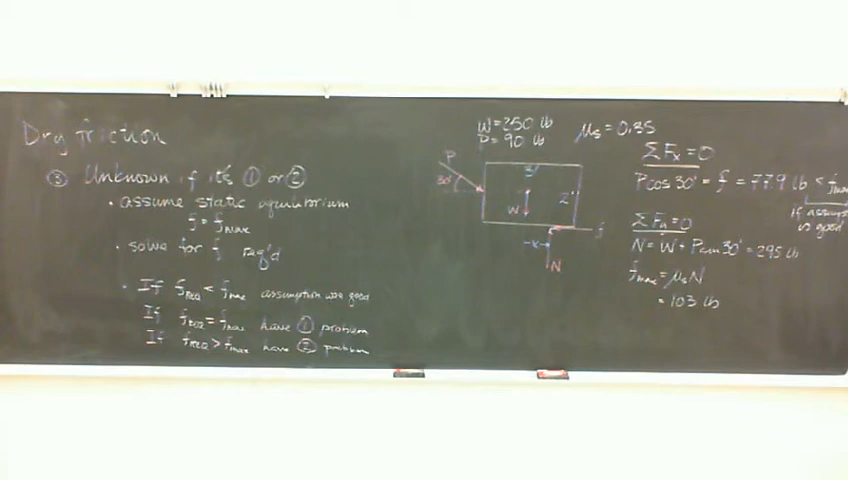 Dry friction
③ Unknown if it's ① or ②
• assume static equilibrium
f = fmax
• solve for f req'd
• If fREQ < fmax assumption was good
If fREQ = fmax have ① problem
If fREQ > fmax have ② problem
W = 250 lb
P = 90 lb
μs = 0.35
P
30°
3'
W
2'
f
-x-
N
ΣFx = 0
P cos 30° = f = 77.9 lb < fmax
if assump
is good
ΣFy = 0
N = W + P sin 30° = 295 lb
fmax = μsN
= 103 lb